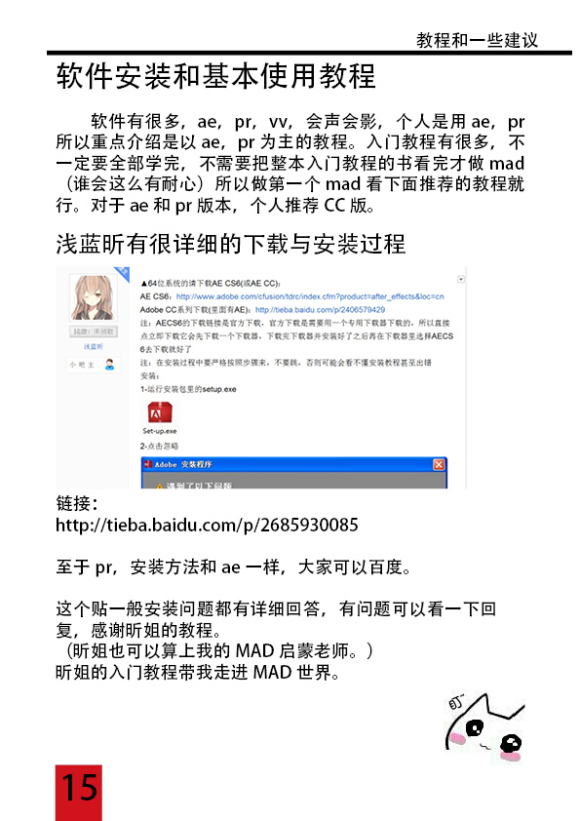 教程和一些建议
软件安装和基本使用教程
软件有很多，ae，pr，vv，会声会影，个人是用 ae，pr
所以重点介绍是以 ae，pr 为主的教程。入门教程有很多，不
一定要全部学完，不需要把整本入门教程的书看完才做 mad
（谁会这么有耐心）所以做第一个 mad 看下面推荐的教程就
行。对于 ae 和 pr 版本，个人推荐 CC 版。
浅蓝昕有很详细的下载与安装过程
▲64位系统的请下载AE CS6(或AE CC):
AE CS6: http://www.adobe.com/cfusion/tdrc/index.cfm?product=after_effects&loc=cn
Adobe CC系列下载(里面有AE): http://tieba.baidu.com/p/2406579429
注：AECS6的下载链接是官方下载，官方下载是需要用一个专用下载器下载的，所以直接
点立即下载它会先下载一个下载器，下载完下载器并安装好了之后再在下载器里选择AECS
6去下载就好了
注：在安装过程中要严格按照步骤来，不要跳，否则可能会看不懂安装教程甚至出错
浅蓝昕
小吧主
安装:
1-运行安装包里的setup.exe
Set-up.exe
2-点击忽略
Adobe 安装程序
遇到了以下问题
链接：
http://tieba.baidu.com/p/2685930085
至于 pr，安装方法和 ae 一样，大家可以百度。
这个贴一般安装问题都有详细回答，有问题可以看一下回
复，感谢昕姐的教程。
（昕姐也可以算上我的 MAD 启蒙老师。）
昕姐的入门教程带我走进 MAD 世界。
盯
15